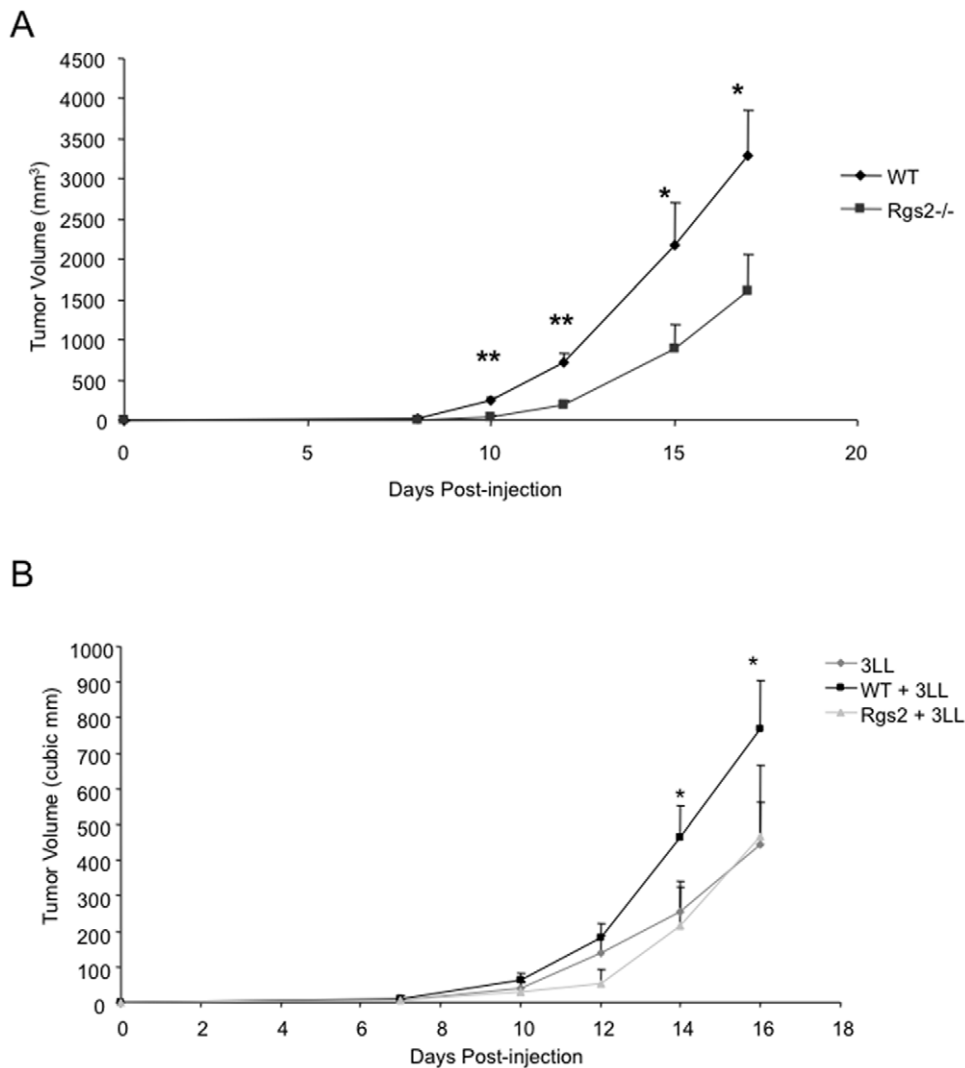 A
4500
4000
3500
3000
2500
2000
1500
1000
500
0
Tumor Volume (mm³)
**
**
*
*
WT
Rgs2-/-
0 5 10 15 20
Days Post-injection
B
1000
900
800
700
600
500
400
300
200
100
0
Tumor Volume (cubic mm)
*
*
3LL
WT + 3LL
Rgs2 + 3LL
0 2 4 6 8 10 12 14 16 18
Days Post-injection